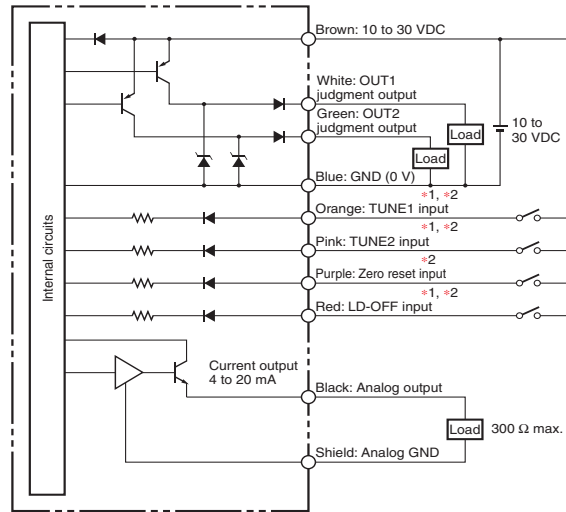 Brown: 10 to 30 VDC
White: OUT1
judgment output
Green: OUT2
judgment output
Load
Load
10 to
30 VDC
Blue: GND (0 V)
*1, *2
Orange: TUNE1 input
*1, *2
Pink: TUNE2 input
*2
Purple: Zero reset input
*1, *2
Red: LD-OFF input
Internal circuits
Current output
4 to 20 mA
Black: Analog output
Load
300 Ω max.
Shield: Analog GND